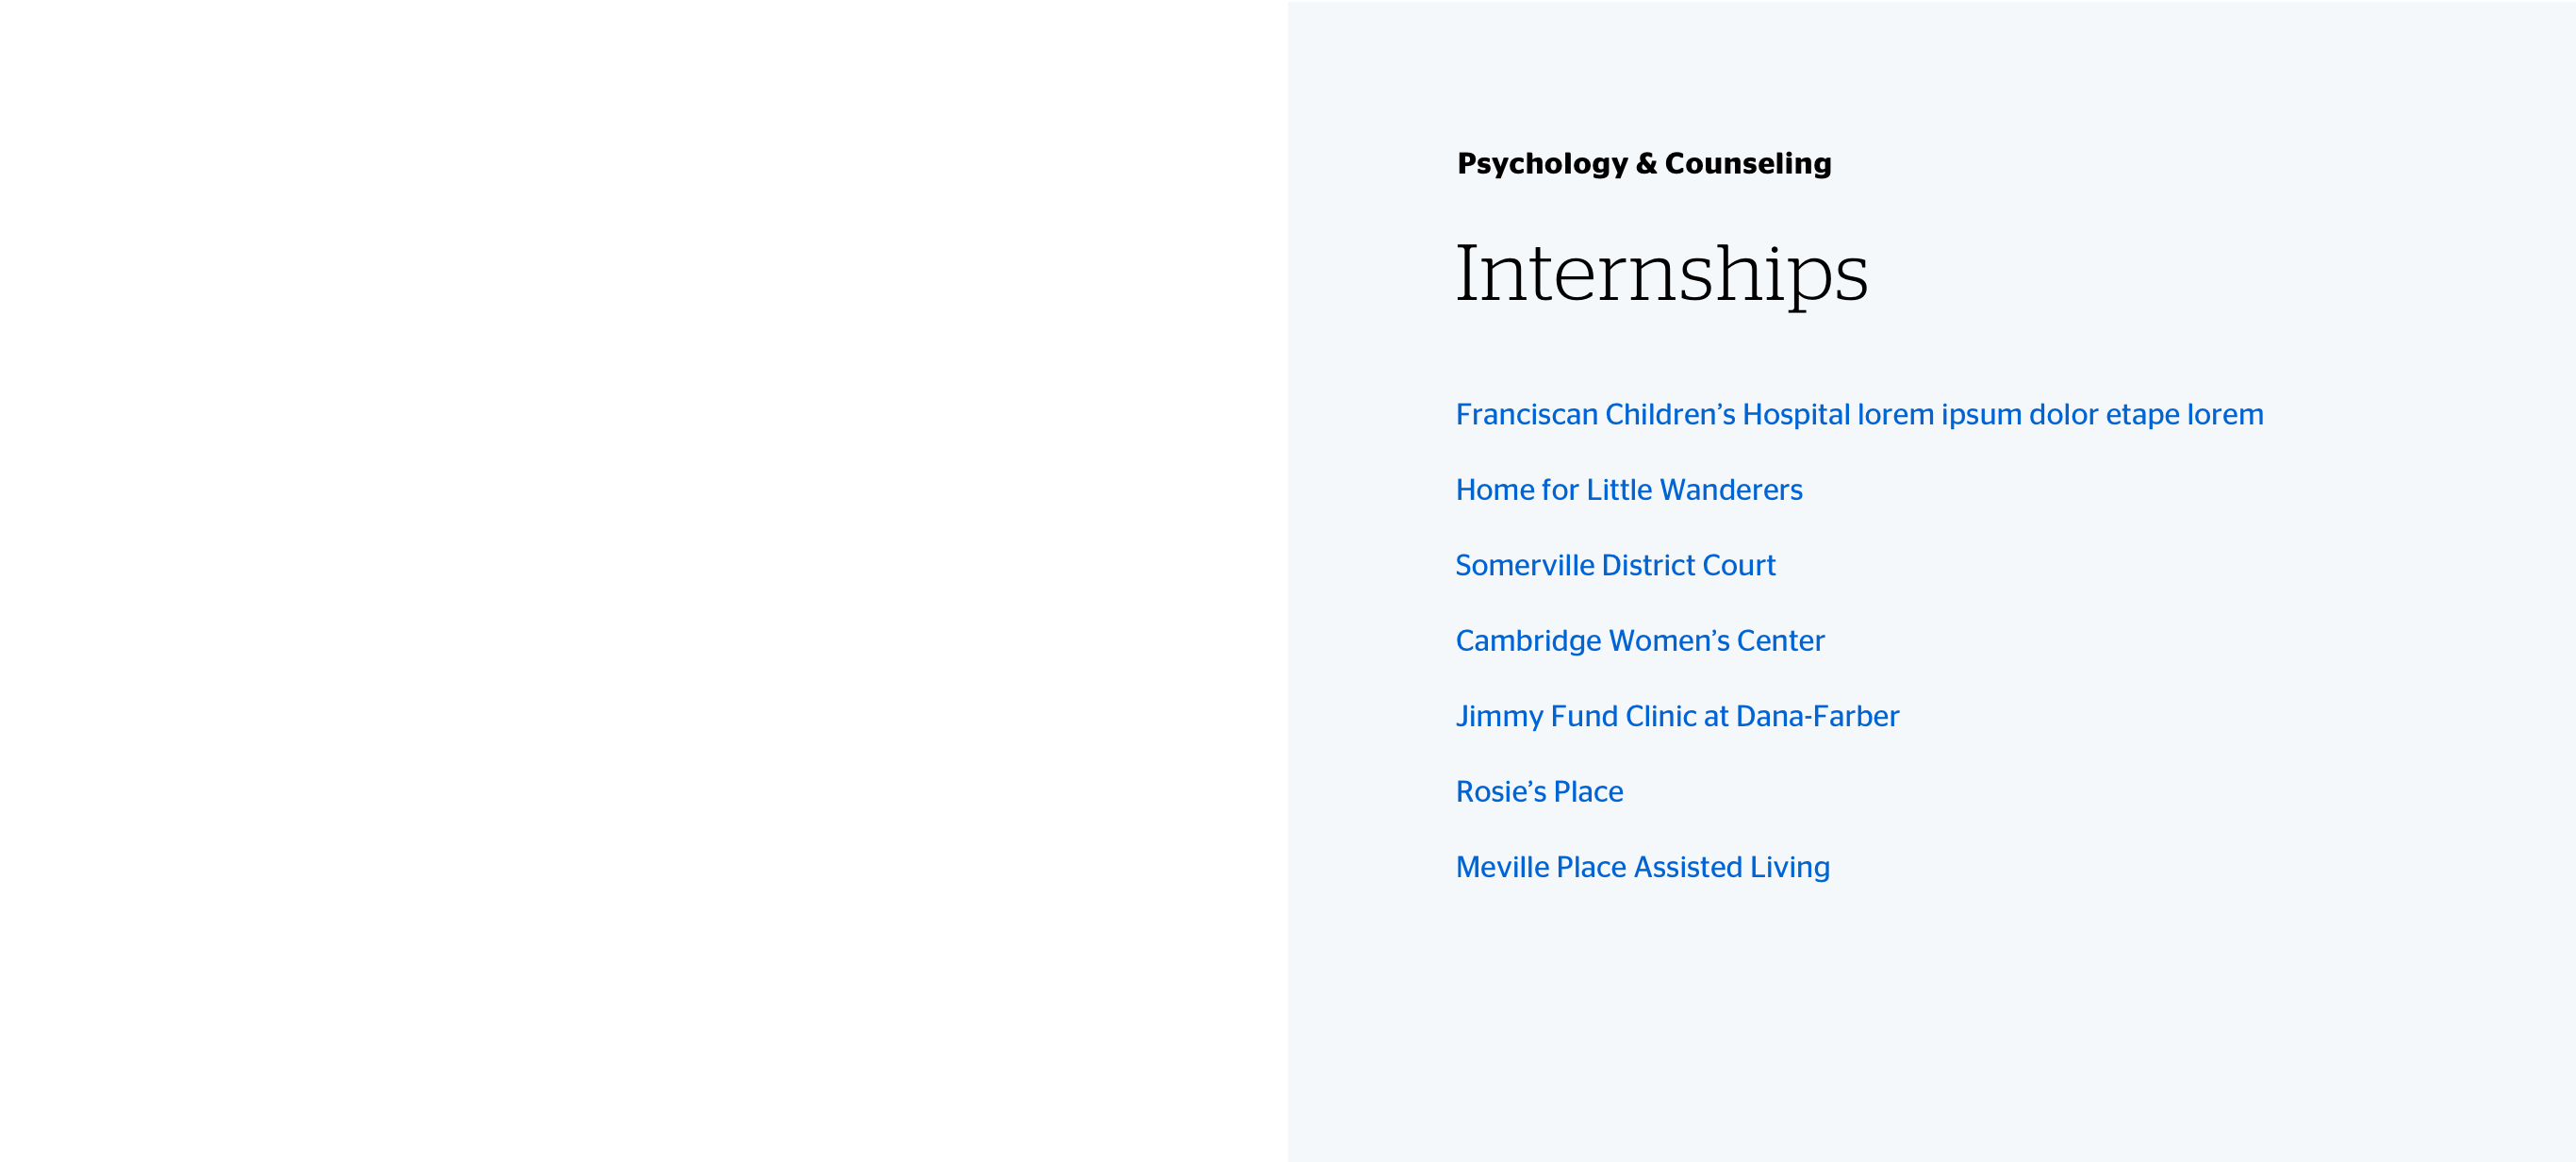 Psychology & Counseling
Internships
Franciscan Children’s Hospital lorem ipsum dolor etape lorem
Home for Little Wanderers
Somerville District Court
Cambridge Women’s Center
Jimmy Fund Clinic at Dana-Farber
Rosie’s Place
Meville Place Assisted Living